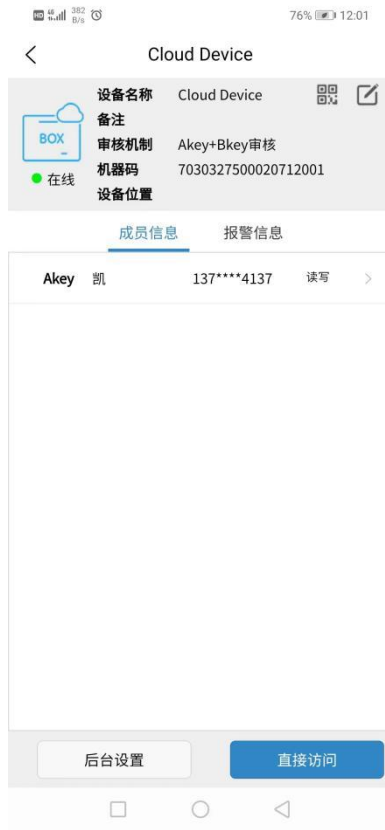 HD 4G 382 B/s 76% 12:01
Cloud Device
设备名称 Cloud Device
备注
BOX
审核机制 Akey+Bkey审核
在线
机器码 7030327500020712001
设备位置
成员信息 报警信息
Akey 凯 137****4137 读写
后台设置 直接访问